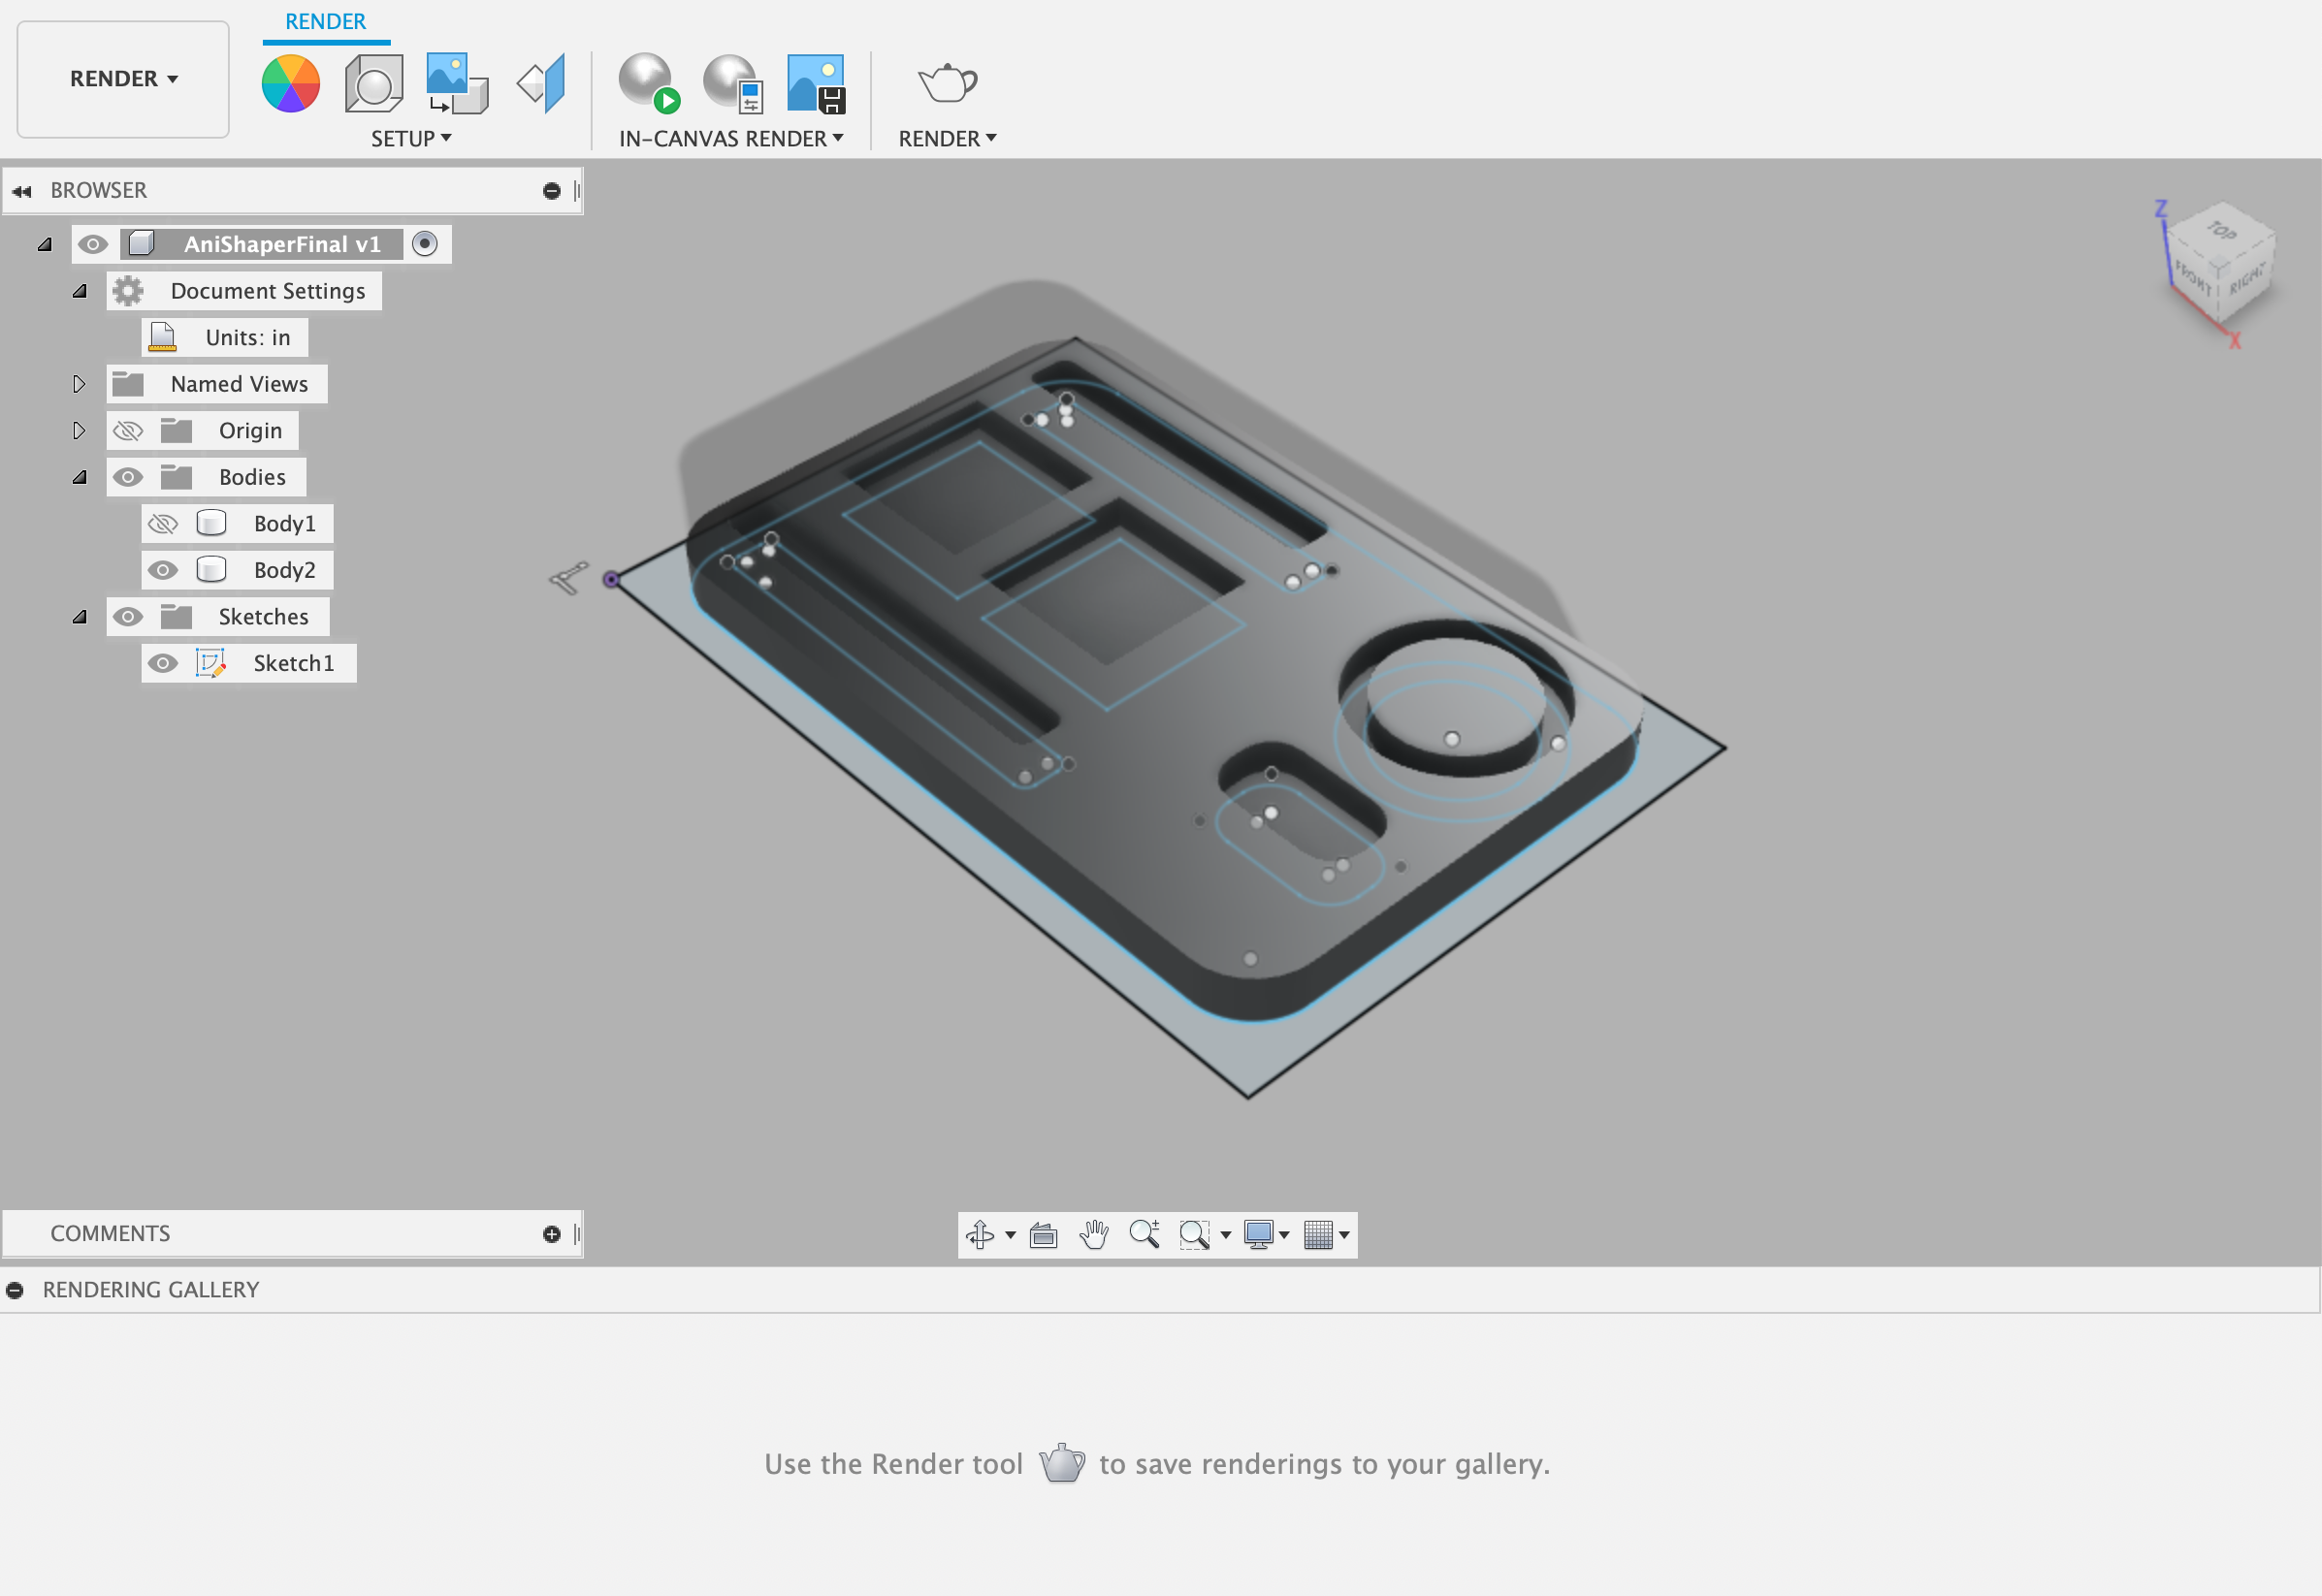 RENDER
RENDER
SETUP
IN-CANVAS RENDER
RENDER
BROWSER
AniShaperFinal v1
Document Settings
Units: in
Named Views
Origin
Bodies
Body1
Body2
Sketches
Sketch1
Z
TOP
FRONT
RIGHT
X
COMMENTS
RENDERING GALLERY
Use the Render tool to save renderings to your gallery.